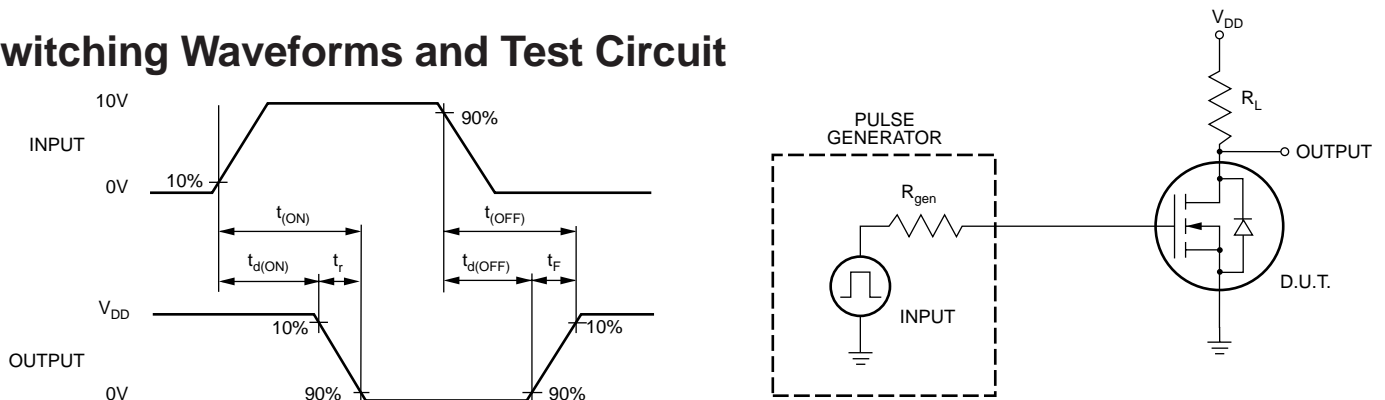 witching Waveforms and Test Circuit
10V
INPUT
0V
10%
90%
t(ON)
t(OFF)
td(ON)
tr
td(OFF)
tF
VDD
OUTPUT
0V
10%
10%
90%
90%
VDD
RL
OUTPUT
PULSE
GENERATOR
Rgen
INPUT
D.U.T.